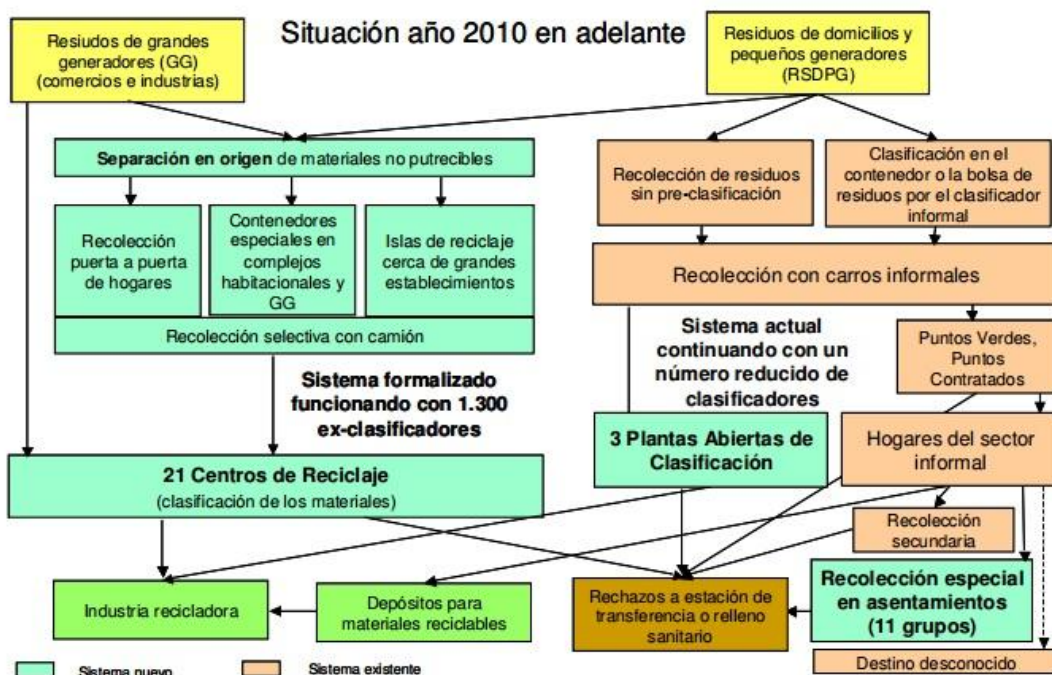 Situación año 2010 en adelante
Resiudos de grandes
generadores (GG)
(comercios e industrias)
Residuos de domicilios y
pequeños generadores
(RSDPG)
Separación en origen de materiales no putrecibles
Recolección de residuos
sin pre-clasificación
Clasificación en el
contenedor o la bolsa de
residuos por el clasificador
informal
Recolección
puerta a puerta
de hogares
Contenedores
especiales en
complejos
habitacionales y
GG
Islas de reciclaje
cerca de grandes
establecimientos
Recolección con carros informales
Recolección selectiva con camión
Sistema actual
continuando con un
número reducido de
clasificadores
Puntos Verdes,
Puntos
Contratados
Sistema formalizado
funcionando con 1.300
ex-clasificadores
3 Plantas Abiertas de
Clasificación
Hogares del sector
informal
21 Centros de Reciclaje
(clasificación de los materiales)
Recolección
secundaria
Industria recicladora
Depósitos para
materiales reciclables
Rechazos a estación de
transferencia o relleno
sanitario
Recolección especial
en asentamientos
(11 grupos)
Destino desconocido
Sistema nuevo
Sistema existente